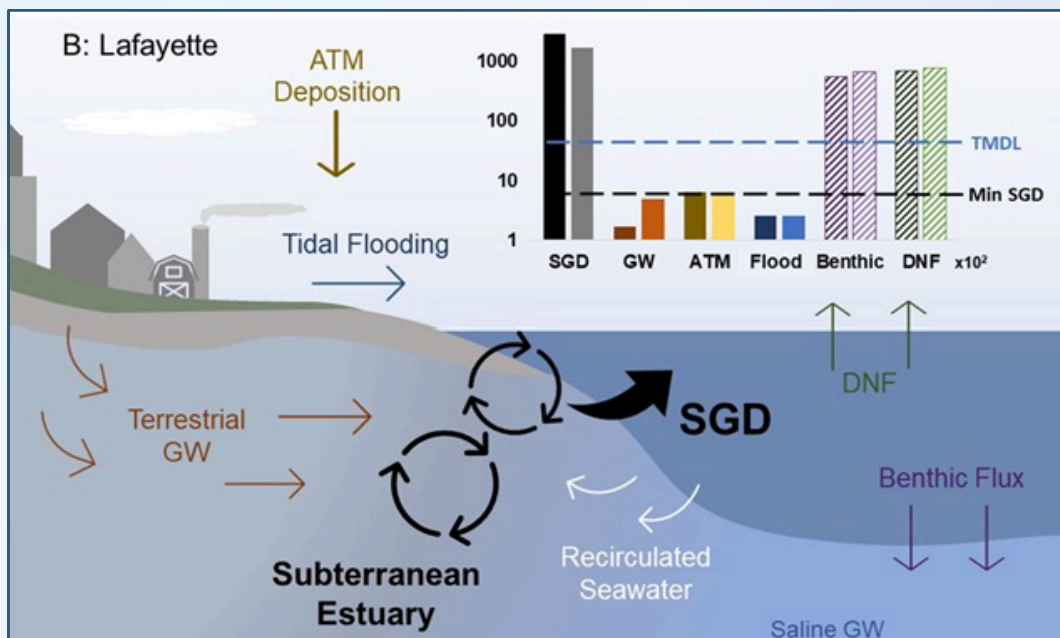 B: Lafayette
ATM
Deposition
1000
100
10
1
TMDL
Min SGD
SGD GW ATM Flood Benthic DNF x10²
Tidal Flooding
DNF
SGD
Terrestrial
GW
Benthic Flux
Recirculated
Seawater
Subterranean
Estuary
Saline GW